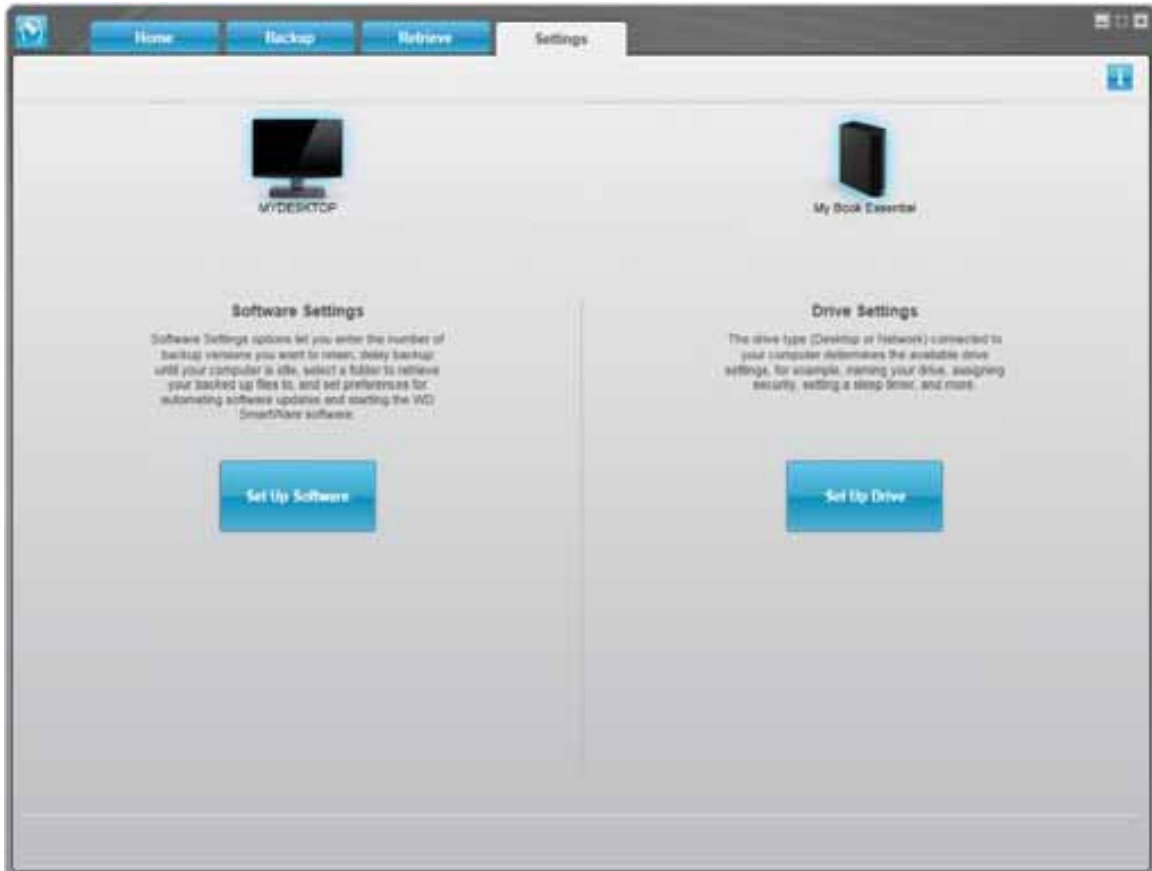 Home
Backup
Retrieve
Settings
MYDESKTOP
My Book Essential
Software Settings
Software Settings options let you enter the number of
backup versions you want to retain, delay backup
until your computer is idle, select a folder to retrieve
your backed up files to, and set preferences for
automating software updates and starting the WD
SmartWare software.
Set Up Software
Drive Settings
The drive type (Desktop or Network) connected to
your computer determines the available drive
settings, for example, naming your drive, assigning
security, setting a sleep timer, and more.
Set Up Drive